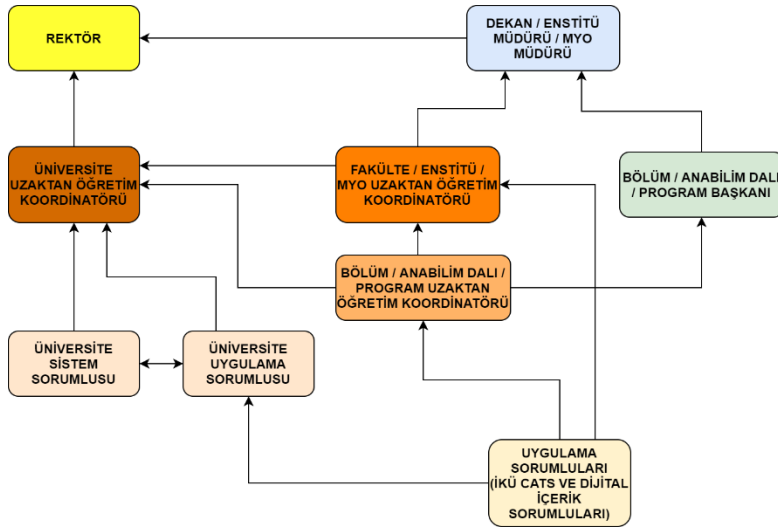 REKTÖR
DEKAN / ENSTİTÜ
MÜDÜRÜ / MYO
MÜDÜRÜ
ÜNİVERSİTE
UZAKTAN ÖĞRETİM
KOORDİNATÖRÜ
FAKÜLTE / ENSTİTÜ /
MYO UZAKTAN ÖĞRETİM
KOORDİNATÖRÜ
BÖLÜM / ANABİLİM DALI
/ PROGRAM BAŞKANI
BÖLÜM / ANABİLİM DALI /
PROGRAM UZAKTAN
ÖĞRETİM KOORDİNATÖRÜ
ÜNİVERSİTE
SİSTEM
SORUMLUSU
ÜNİVERSİTE
UYGULAMA
SORUMLUSU
UYGULAMA
SORUMLULARI
(İKÜ CATS VE DİJİTAL
İÇERİK
SORUMLULARI)